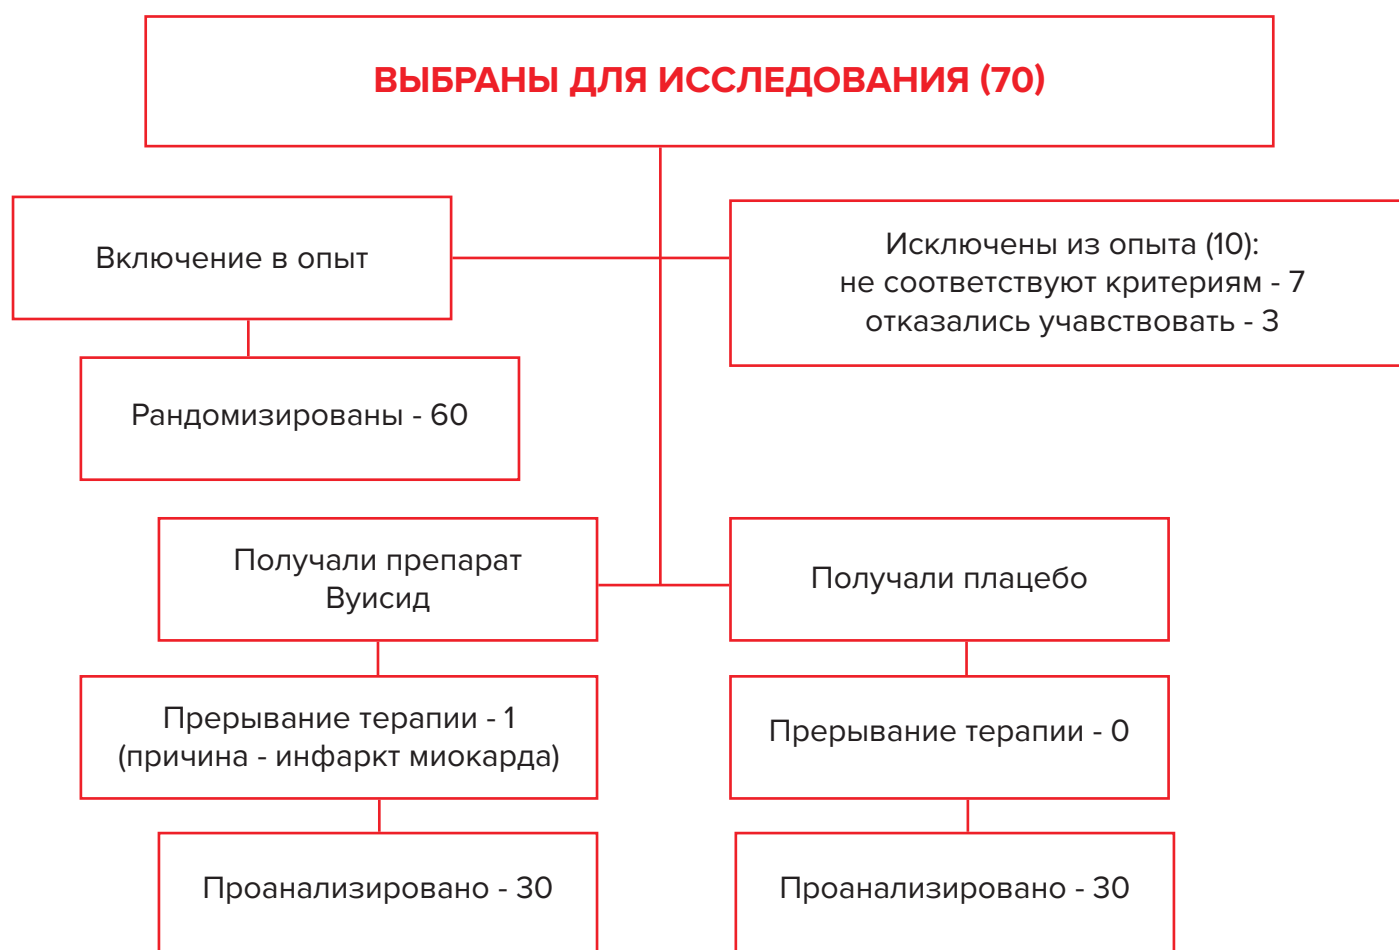 ВЫБРАНЫ ДЛЯ ИССЛЕДОВАНИЯ (70)
Включение в опыт
Исключены из опыта (10):
не соответствуют критериям - 7
отказались учавствовать - 3
Рандомизированы - 60
Получали препарат
Вуисид
Получали плацебо
Прерывание терапии - 1
(причина - инфаркт миокарда)
Прерывание терапии - 0
Проанализировано - 30
Проанализировано - 30